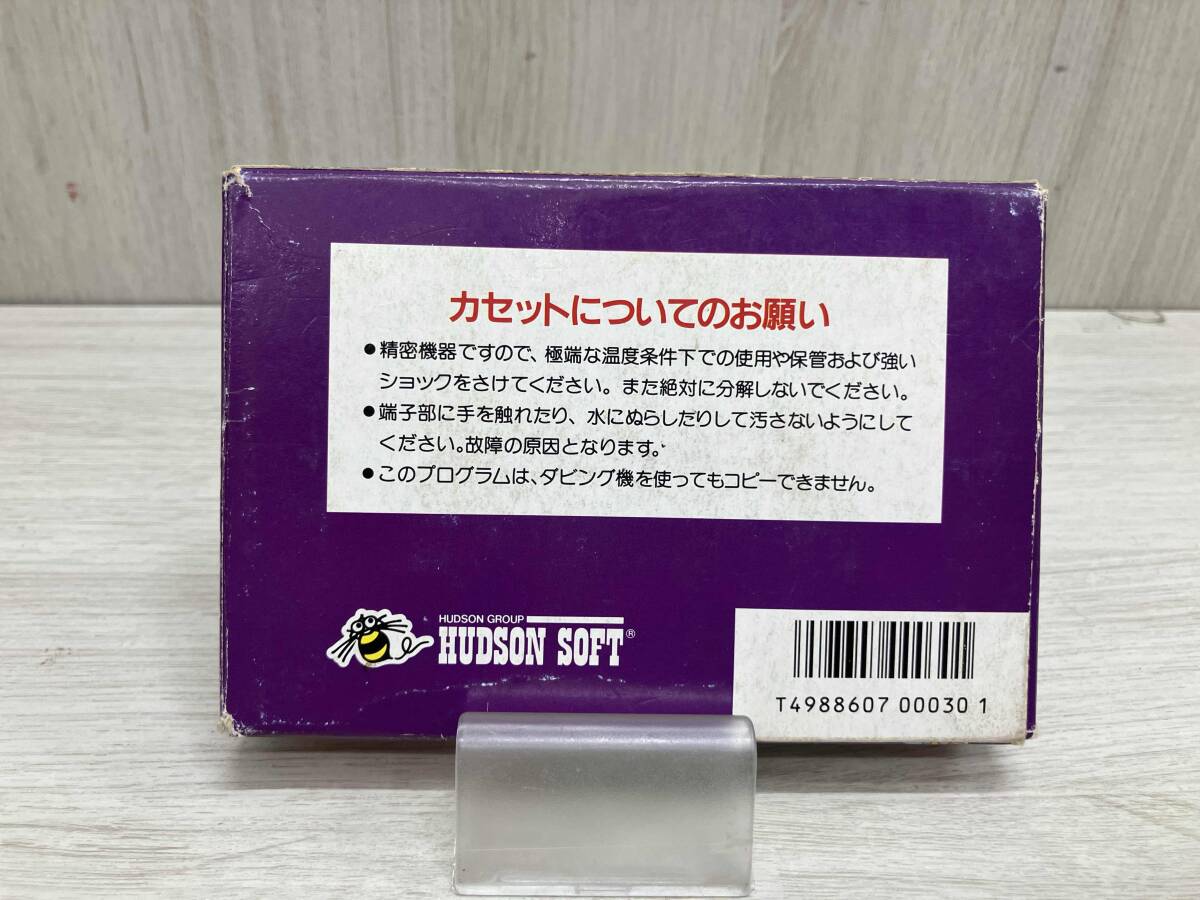 カセットについてのお願い
●精密機器ですので、極端な温度条件下での使用や保管および強い
ショックをさけてください。また絶対に分解しないでください。
●端子部に手を触れたり、水にぬらしたりして汚さないようにして
ください。故障の原因となります。
●このプログラムは、ダビング機を使ってもコピーできません。
HUDSON GROUP
HUDSON SOFT®
T4988607 00030 1